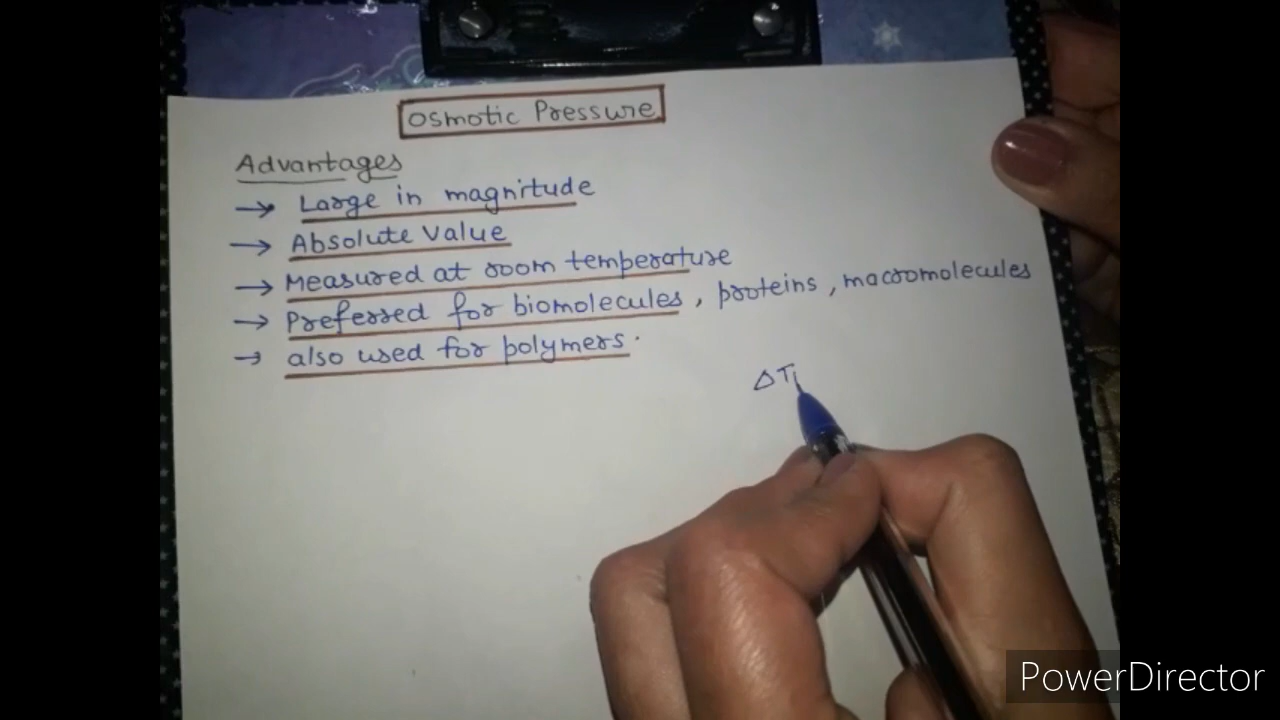 Osmotic Pressure
Advantages
→ Large in magnitude
→ Absolute Value
→ Measured at room temperature
→ Preferred for biomolecules, proteins, macromolecules
→ also used for polymers.
ΔT
PowerDirector